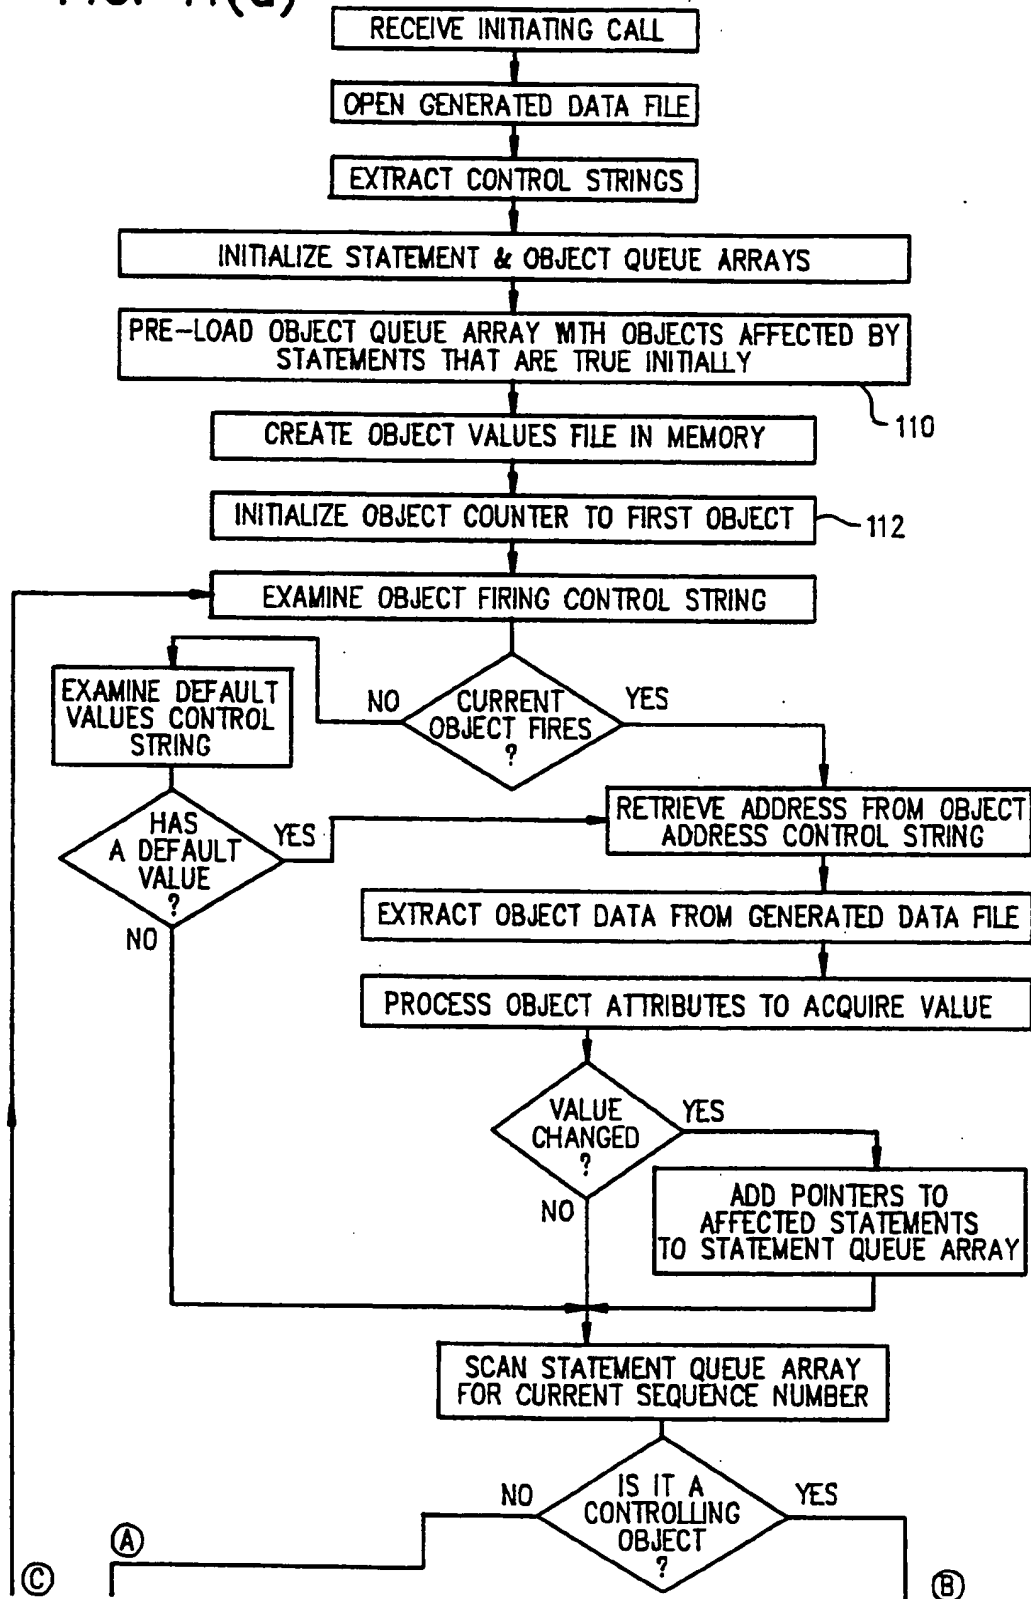 RECEIVE INITIATING CALL
OPEN GENERATED DATA FILE
EXTRACT CONTROL STRINGS
INITIALIZE STATEMENT & OBJECT QUEUE ARRAYS
PRE-LOAD OBJECT QUEUE ARRAY WITH OBJECTS AFFECTED BY
STATEMENTS THAT ARE TRUE INITIALLY
110
CREATE OBJECT VALUES FILE IN MEMORY
INITIALIZE OBJECT COUNTER TO FIRST OBJECT
112
EXAMINE OBJECT FIRING CONTROL STRING
EXAMINE DEFAULT
VALUES CONTROL
STRING
NO
CURRENT
OBJECT FIRES
?
YES
HAS
A DEFAULT
VALUE
?
YES
NO
RETRIEVE ADDRESS FROM OBJECT
ADDRESS CONTROL STRING
EXTRACT OBJECT DATA FROM GENERATED DATA FILE
PROCESS OBJECT ATTRIBUTES TO ACQUIRE VALUE
VALUE
CHANGED
?
YES
NO
ADD POINTERS TO
AFFECTED STATEMENTS
TO STATEMENT QUEUE ARRAY
SCAN STATEMENT QUEUE ARRAY
FOR CURRENT SEQUENCE NUMBER
NO
IS IT A
CONTROLLING
OBJECT
?
YES
A
C
B